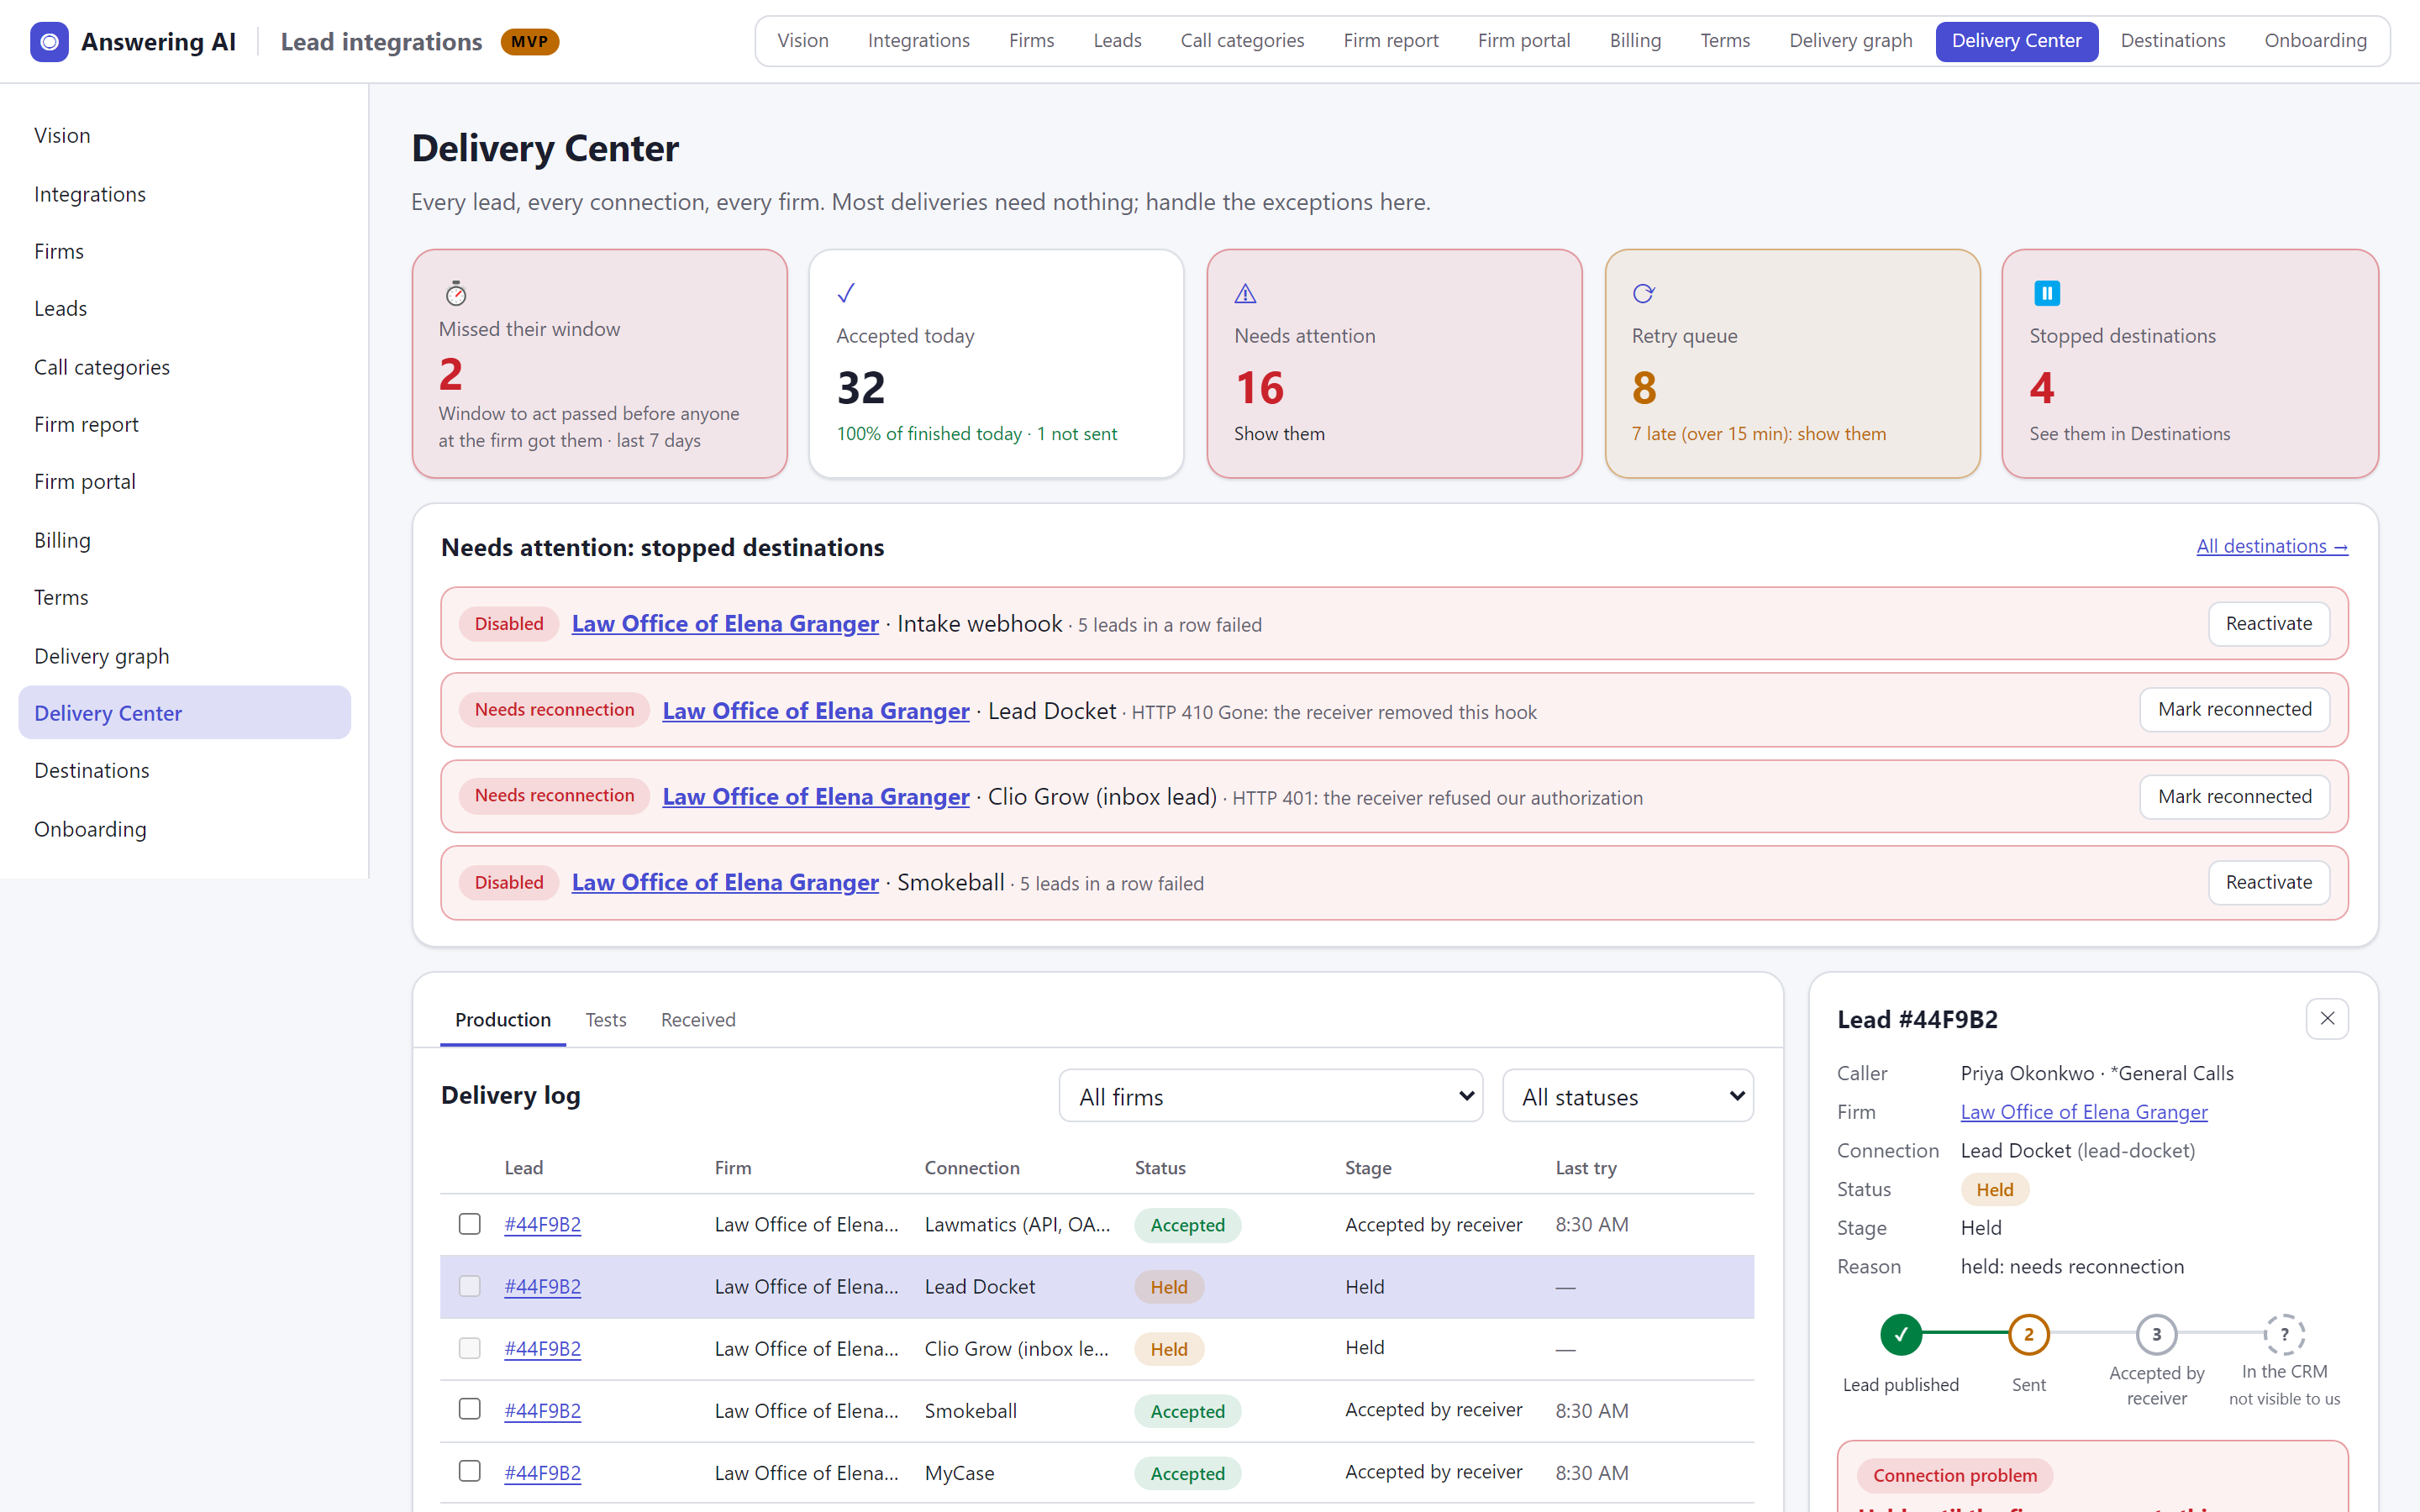 Answering AI
Lead integrations
MVP
Vision
Integrations
Firms
Leads
Call categories
Firm report
Firm portal
Billing
Terms
Delivery graph
Delivery Center
Destinations
Onboarding
Vision
Integrations
Firms
Leads
Call categories
Firm report
Firm portal
Billing
Terms
Delivery graph
Delivery Center
Destinations
Onboarding
Delivery Center
Every lead, every connection, every firm. Most deliveries need nothing; handle the exceptions here.
Missed their window
2
Window to act passed before anyone
at the firm got them · last 7 days
Accepted today
32
100% of finished today · 1 not sent
Needs attention
16
Show them
Retry queue
8
7 late (over 15 min): show them
Stopped destinations
4
See them in Destinations
Needs attention: stopped destinations
All destinations →
Disabled Law Office of Elena Granger · Intake webhook · 5 leads in a row failed Reactivate
Needs reconnection Law Office of Elena Granger · Lead Docket · HTTP 410 Gone: the receiver removed this hook Mark reconnected
Needs reconnection Law Office of Elena Granger · Clio Grow (inbox lead) · HTTP 401: the receiver refused our authorization Mark reconnected
Disabled Law Office of Elena Granger · Smokeball · 5 leads in a row failed Reactivate
Production Tests Received
Delivery log
All firms
All statuses
Lead Firm Connection Status Stage Last try
#44F9B2 Law Office of Elena... Lawmatics (API, OA... Accepted Accepted by receiver 8:30 AM
#44F9B2 Law Office of Elena... Lead Docket Held Held —
#44F9B2 Law Office of Elena... Clio Grow (inbox le... Held Held —
#44F9B2 Law Office of Elena... Smokeball Accepted Accepted by receiver 8:30 AM
#44F9B2 Law Office of Elena... MyCase Accepted Accepted by receiver 8:30 AM
Lead #44F9B2
Caller Priya Okonkwo · *General Calls
Firm Law Office of Elena Granger
Connection Lead Docket (lead-docket)
Status Held
Stage Held
Reason held: needs reconnection
✓ 2 3 ?
Lead published
Sent
Accepted by
receiver
In the CRM
not visible to us
Connection problem